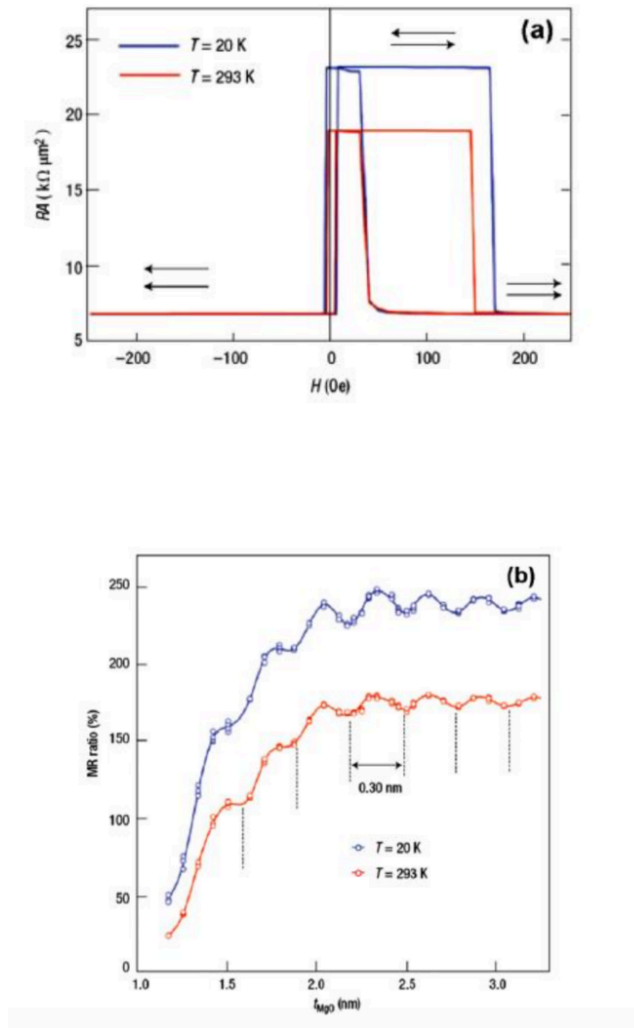 (a)
T = 20 K
T = 293 K
25
20
15
10
5
RA ( kΩ µm²)
−200 −100 0 100 200
H (Oe)
(b)
250
200
150
100
50
0
MR ratio (%)
0.30 nm
T = 20 K
T = 293 K
1.0 1.5 2.0 2.5 3.0
tMgO (nm)